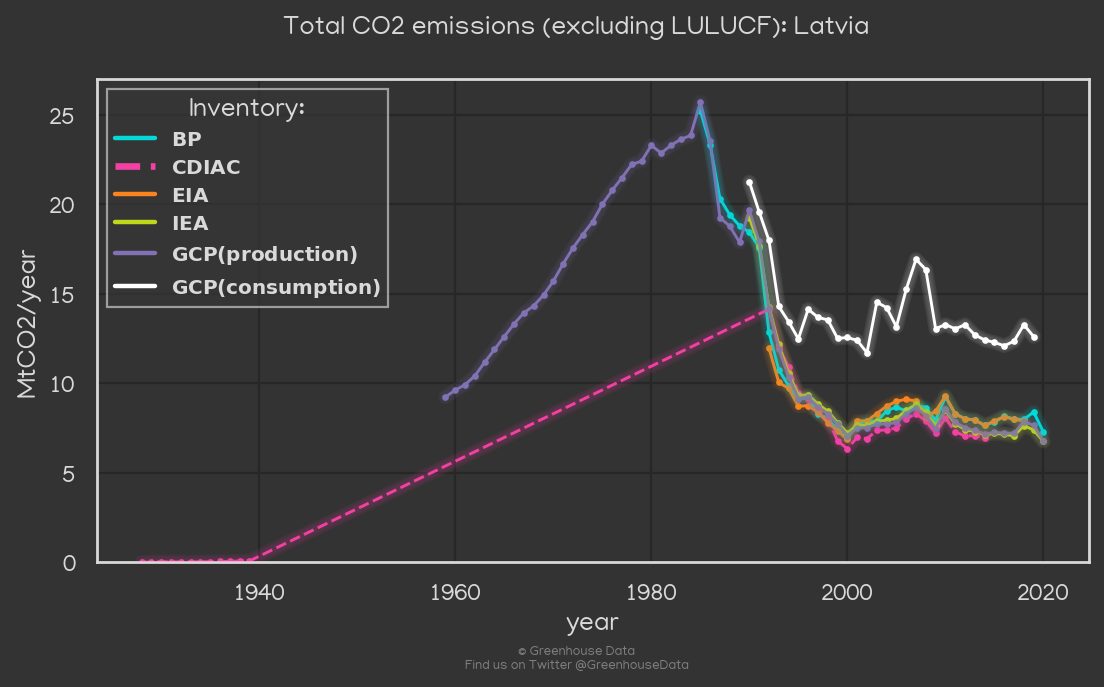 Total CO2 emissions (excluding LULUCF): Latvia
Inventory:
BP
CDIAC
EIA
IEA
GCP(production)
GCP(consumption)
MtCO2/year
25
20
15
10
5
0
1940 1960 1980 2000 2020
year
© Greenhouse Data
Find us on Twitter @GreenhouseData